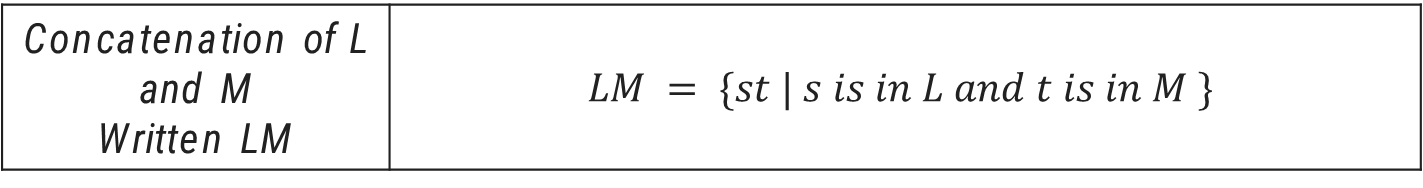 Concatenation of L
and M
Written LM
LM = {st | s is in L and t is in M }